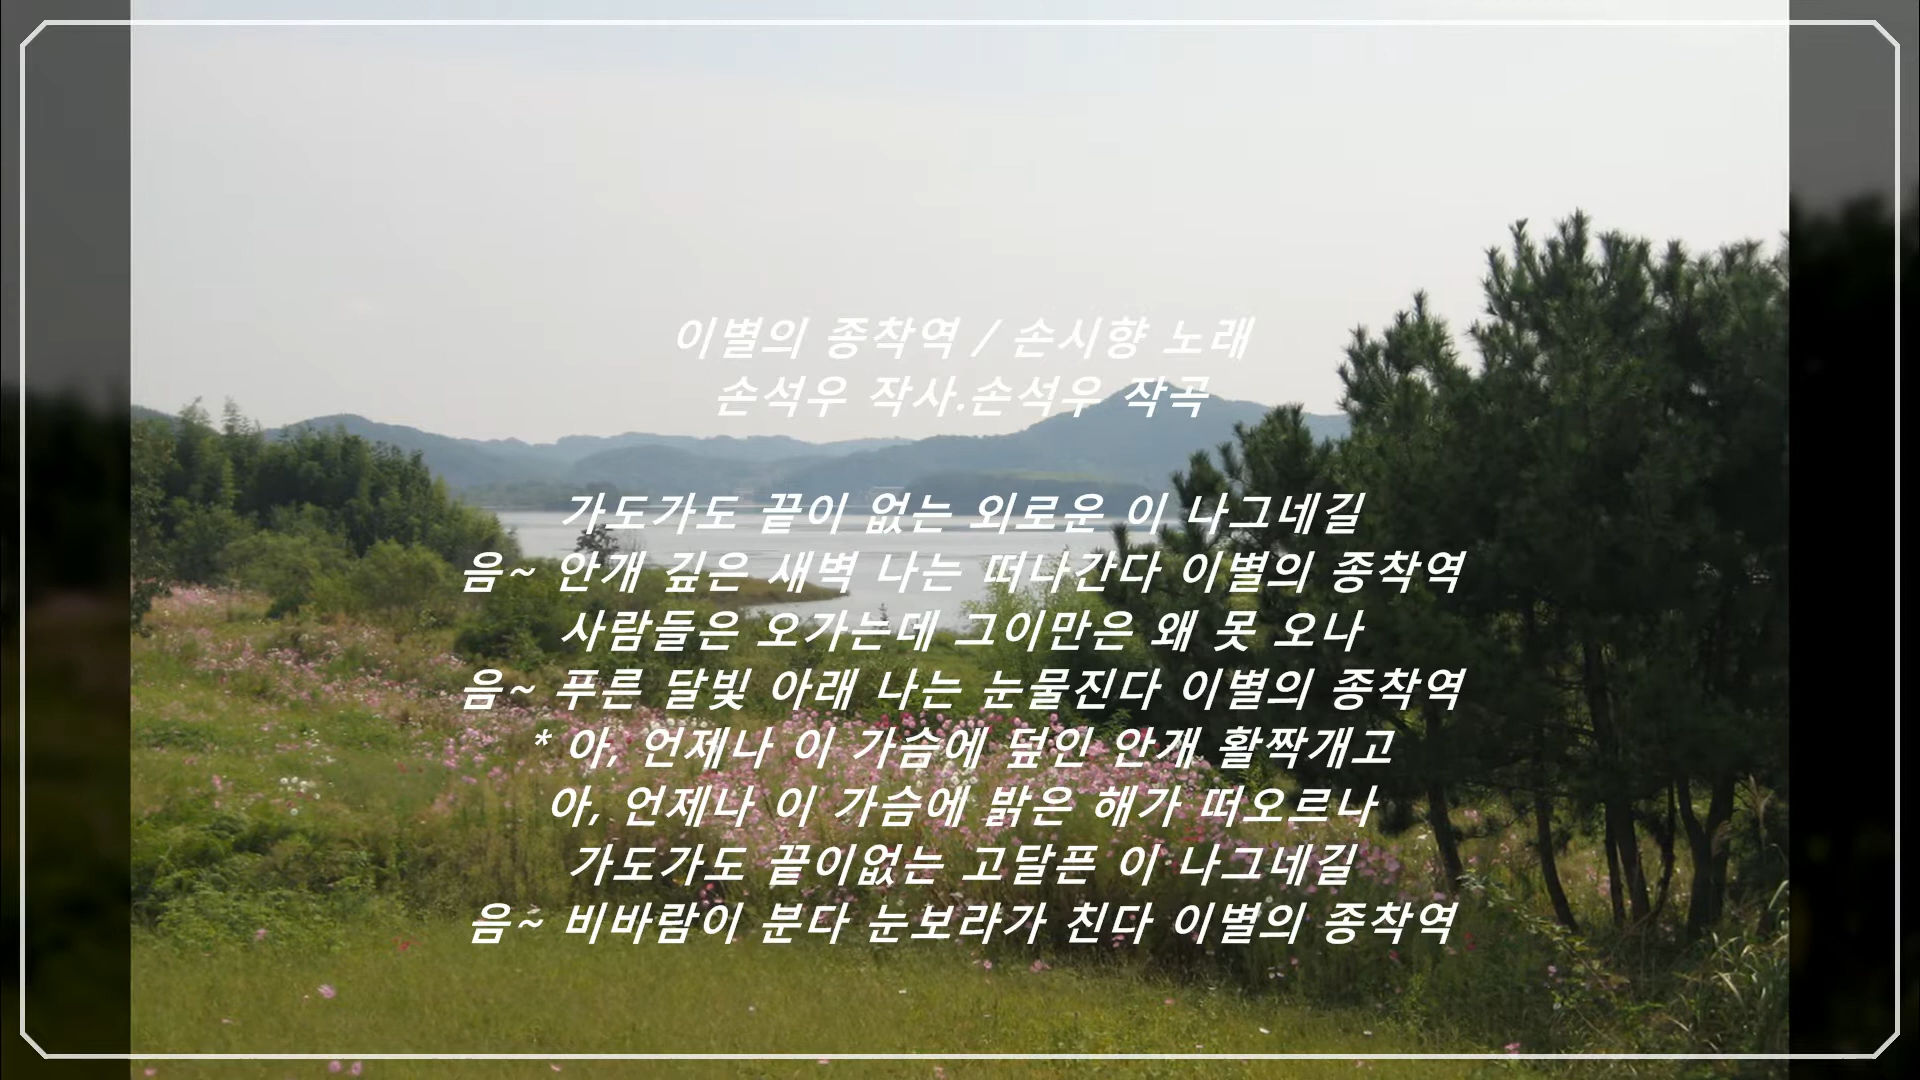 이별의 종착역 / 손시향 노래
손석우 작사.손석우 작곡
가도가도 끝이 없는 외로운 이 나그네길
음~ 안개 깊은 새벽 나는 떠나간다 이별의 종착역
사람들은 오가는데 그이만은 왜 못 오나
음~ 푸른 달빛 아래 나는 눈물진다 이별의 종착역
* 아, 언제나 이 가슴에 덮인 안개 활짝개고
아, 언제나 이 가슴에 밝은 해가 떠오르나
가도가도 끝이없는 고달픈 이 나그네길
음~ 비바람이 분다 눈보라가 친다 이별의 종착역